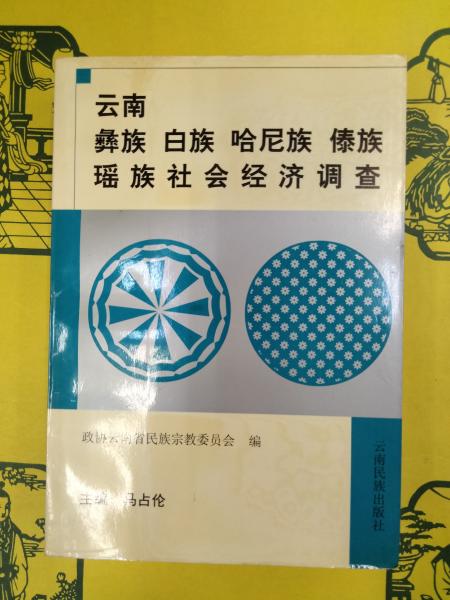 云南
彝族 白族 哈尼族 傣族
瑶族社会经济调查
政协云南省民族宗教委员会 编
主编 马占伦
云南民族出版社